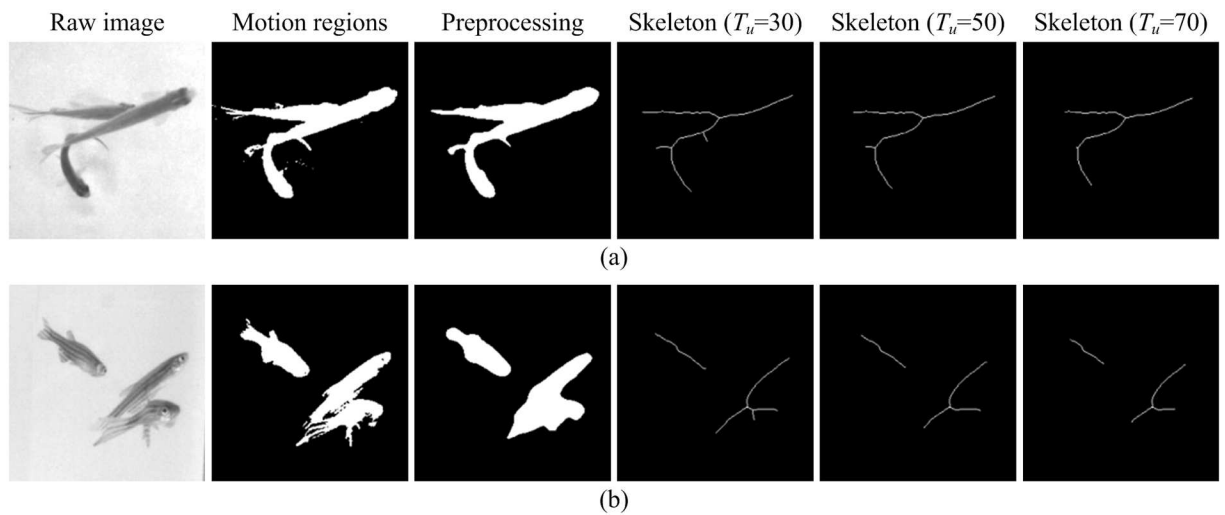 Raw image Motion regions Preprocessing Skeleton (Tᵤ=30) Skeleton (Tᵤ=50) Skeleton (Tᵤ=70)
(a)
(b)